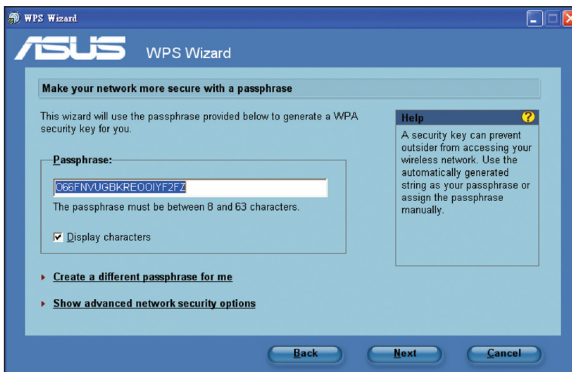 WPS Wizard
ASUS WPS Wizard
Make your network more secure with a passphrase
This wizard will use the passphrase provided below to generate a WPA
security key for you.
Passphrase:
O66FNVUGBKREOOIYF2FZ
The passphrase must be between 8 and 63 characters.
Display characters
Create a different passphrase for me
Show advanced network security options
Help
A security key can prevent
outsider from accessing your
wireless network. Use the
automatically generated
string as your passphrase or
assign the passphrase
manually.
Back Next Cancel